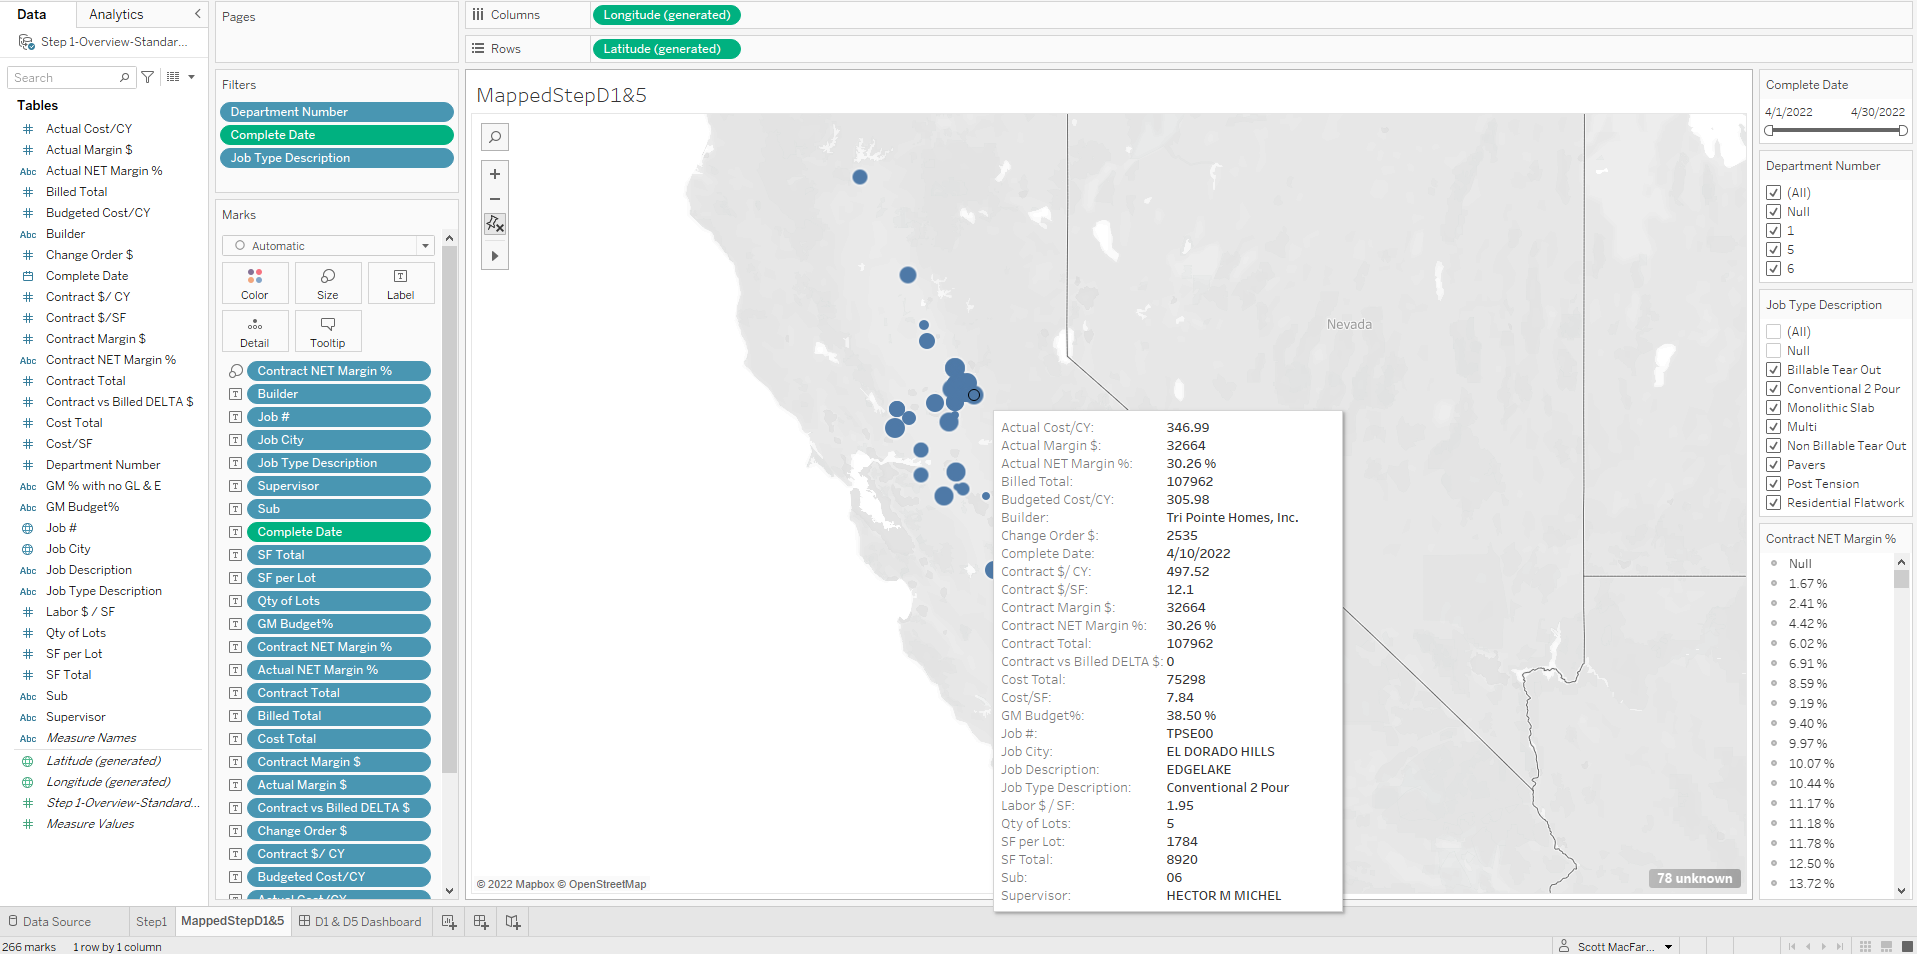 Data
Analytics
Step 1-Overview-Standar...
Search
Tables
Actual Cost/CY
Actual Margin $
Abc Actual NET Margin %
Billed Total
Budgeted Cost/CY
Abc Builder
Change Order $
Complete Date
Contract $/ CY
Contract $/SF
Contract Margin $
Abc Contract NET Margin %
Contract Total
Contract vs Billed DELTA $
Cost Total
Cost/SF
Department Number
Abc GM % with no GL & E
Abc GM Budget%
Job #
Job City
Abc Job Description
Abc Job Type Description
Labor $ / SF
Qty of Lots
SF per Lot
SF Total
Abc Sub
Abc Supervisor
Abc Measure Names
Latitude (generated)
Longitude (generated)
Step 1-Overview-Standard...
Measure Values
Pages
Filters
Department Number
Complete Date
Job Type Description
Marks
Automatic
Color
Size
T
Label
Detail
Tooltip
Contract NET Margin %
T Builder
T Job #
T Job City
T Job Type Description
T Supervisor
T Sub
T Complete Date
T SF Total
T SF per Lot
T Qty of Lots
T GM Budget%
T Contract NET Margin %
T Actual NET Margin %
T Contract Total
T Billed Total
T Cost Total
T Contract Margin $
T Actual Margin $
T Contract vs Billed DELTA $
T Change Order $
T Contract $/ CY
T Budgeted Cost/CY
Actual Cost/CY
Columns
Longitude (generated)
Rows
Latitude (generated)
MappedStepD1&5
Nevada
Actual Cost/CY: 346.99
Actual Margin $: 32664
Actual NET Margin %: 30.26 %
Billed Total: 107962
Budgeted Cost/CY: 305.98
Builder: Tri Pointe Homes, Inc.
Change Order $: 2535
Complete Date: 4/10/2022
Contract $/ CY: 497.52
Contract $/SF: 12.1
Contract Margin $: 32664
Contract NET Margin %: 30.26 %
Contract Total: 107962
Contract vs Billed DELTA $: 0
Cost Total: 75298
Cost/SF: 7.84
GM Budget%: 38.50 %
Job #: TPSE00
Job City: EL DORADO HILLS
Job Description: EDGELAKE
Job Type Description: Conventional 2 Pour
Labor $ / SF: 1.95
Qty of Lots: 5
SF per Lot: 1784
SF Total: 8920
Sub: 06
Supervisor: HECTOR M MICHEL
© 2022 Mapbox © OpenStreetMap
78 unknown
Complete Date
4/1/2022 4/30/2022
Department Number
(All)
Null
1
5
6
Job Type Description
(All)
Null
Billable Tear Out
Conventional 2 Pour
Monolithic Slab
Multi
Non Billable Tear Out
Pavers
Post Tension
Residential Flatwork
Contract NET Margin %
Null
1.67 %
2.41 %
4.42 %
6.02 %
6.91 %
8.59 %
9.19 %
9.40 %
9.97 %
10.07 %
10.44 %
11.17 %
11.18 %
11.78 %
12.50 %
13.72 %
Data Source
Step1
MappedStepD1&5
D1 & D5 Dashboard
266 marks
1 row by 1 column
Scott MacFar...